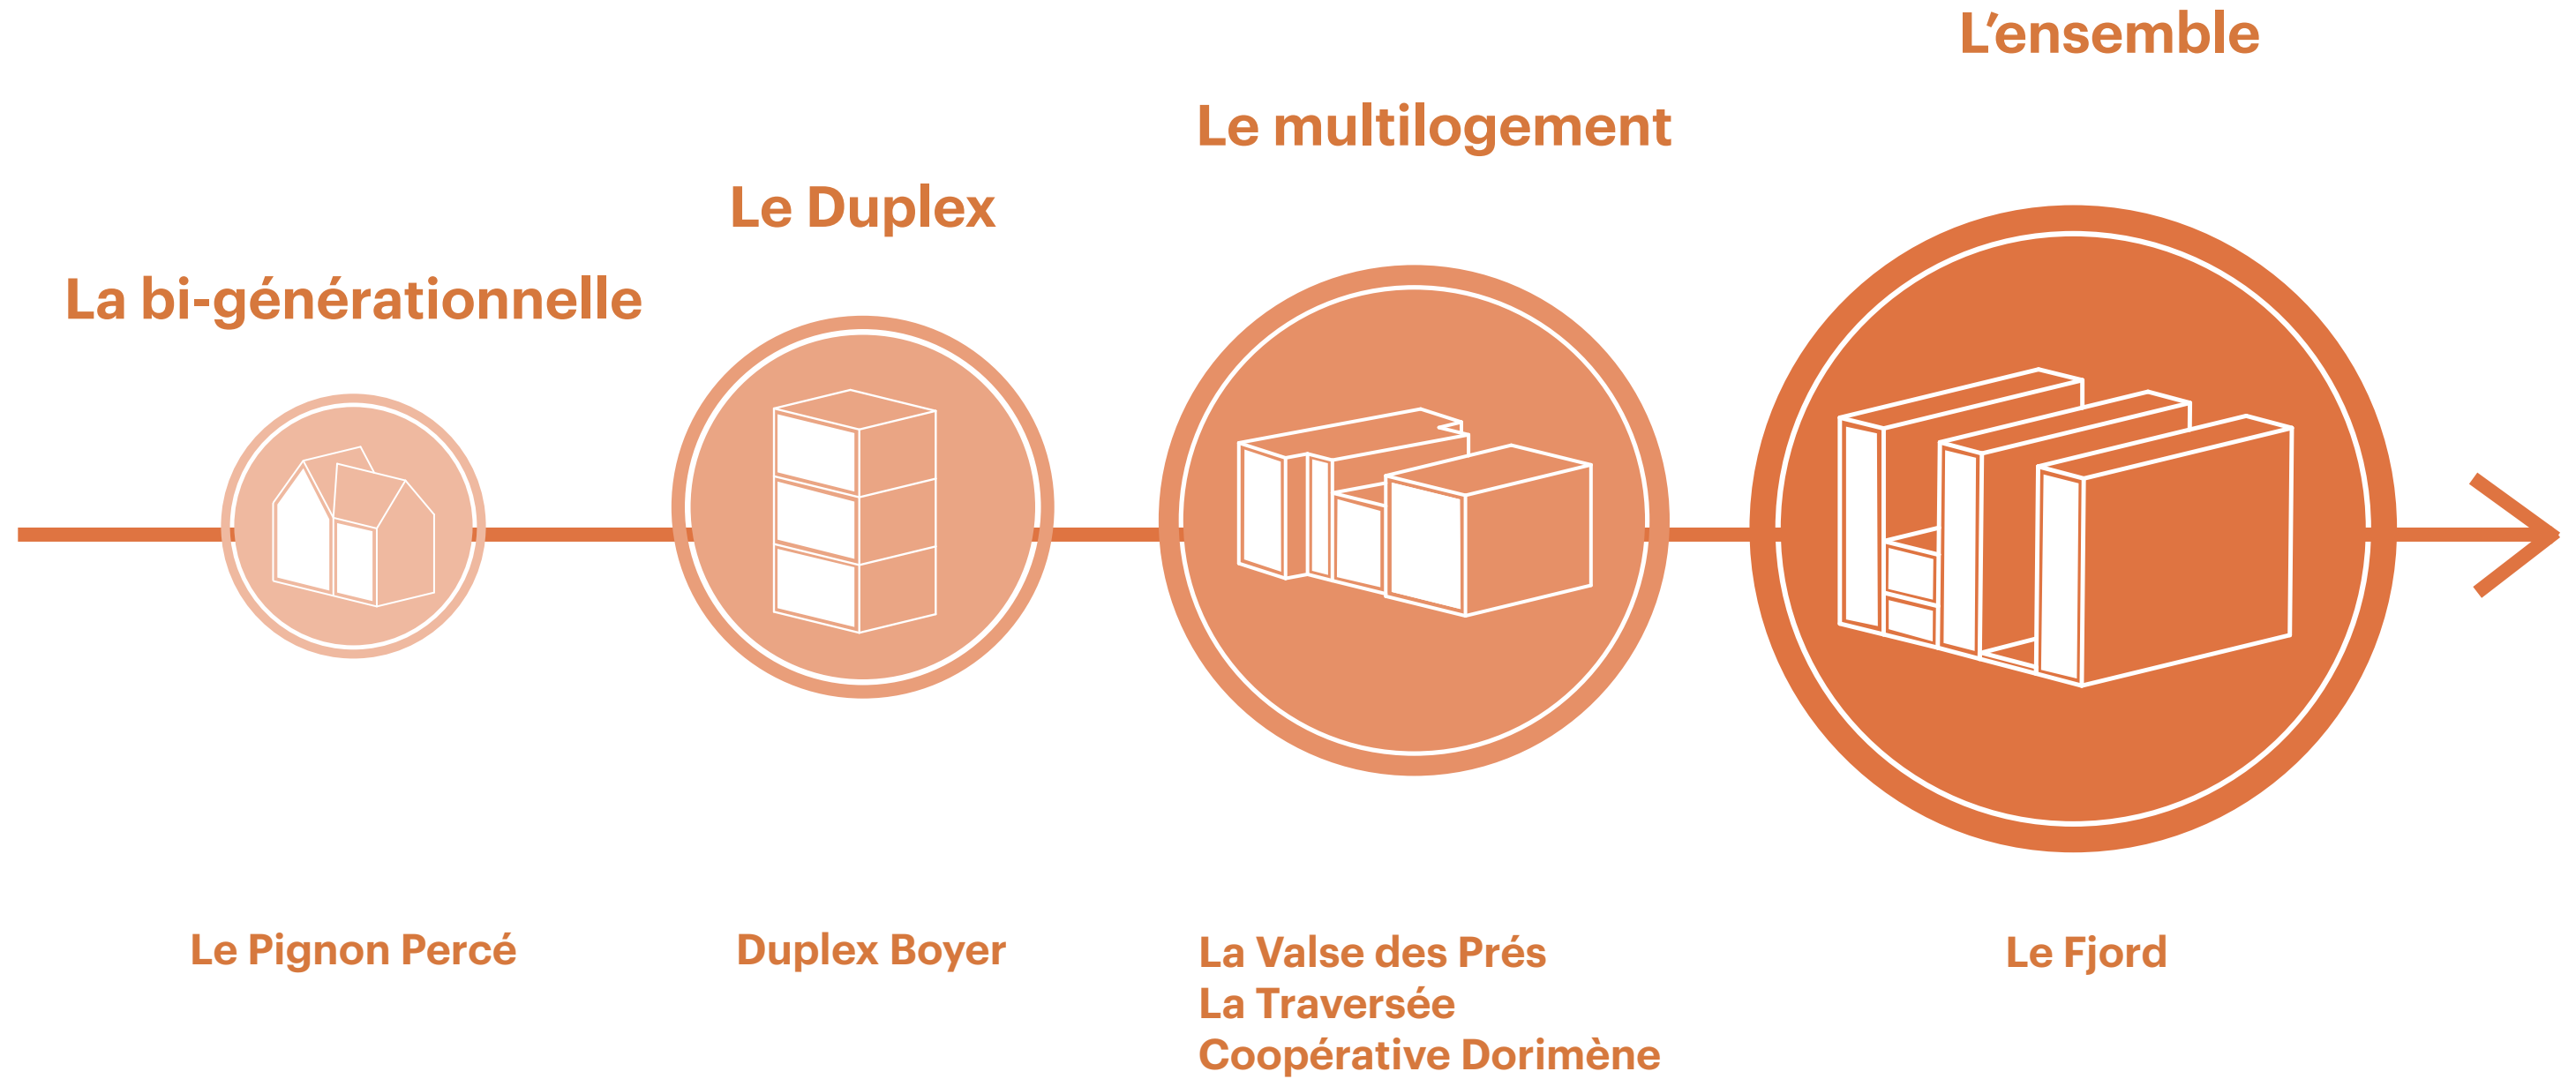 L'ensemble
Le multilogement
Le Duplex
La bi-générationnelle
Le Pignon Percé
Duplex Boyer
La Valse des Prés
La Traversée
Coopérative Dorimène
Le Fjord